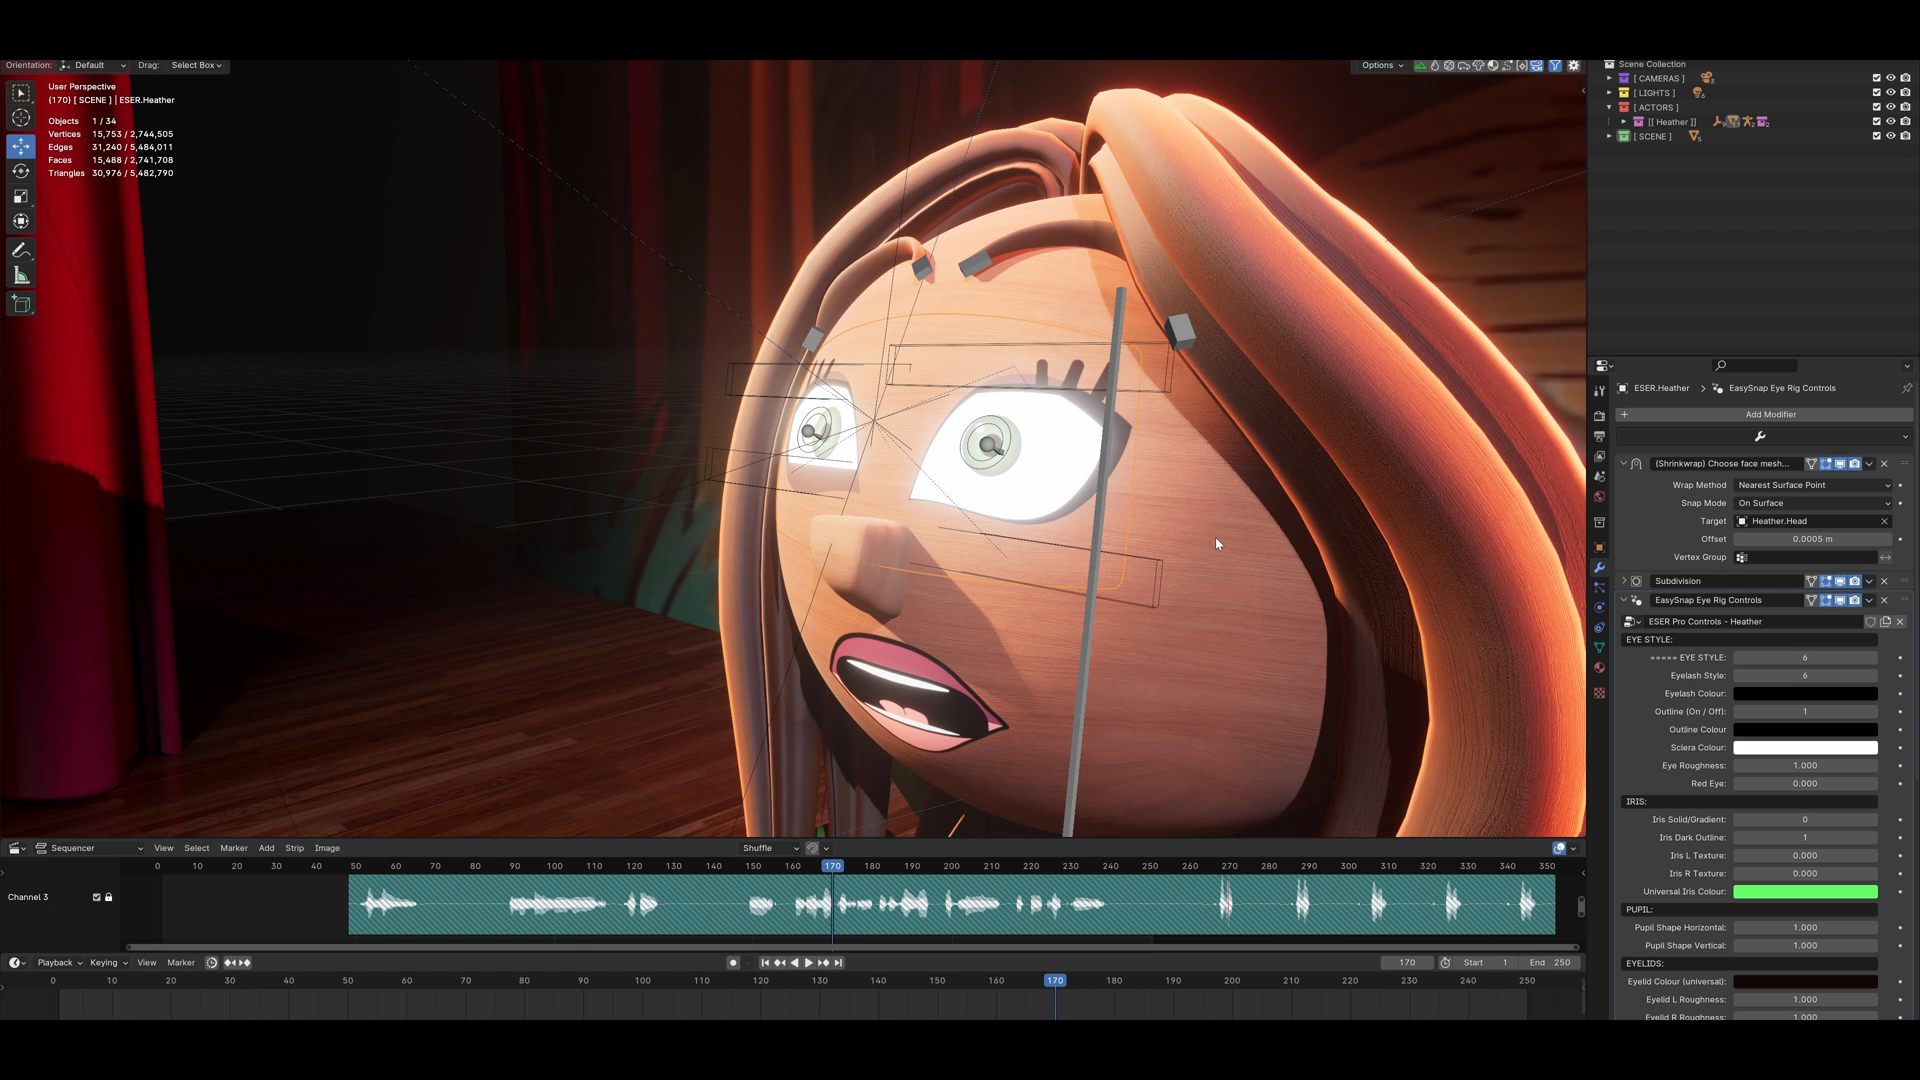 Orientation: Default Drag: Select Box
Options
User Perspective
(170) [ SCENE ] | ESER.Heather
Objects 1 / 34
Vertices 15,753 / 2,744,505
Edges 31,240 / 5,484,011
Faces 15,488 / 2,741,708
Triangles 30,976 / 5,482,790
Scene Collection
[ CAMERAS ]
[ LIGHTS ]
[ ACTORS ]
[[ Heather ]]
[ SCENE ]
ESER.Heather > EasySnap Eye Rig Controls
Add Modifier
(Shrinkwrap) Choose face mesh...
Wrap Method Nearest Surface Point
Snap Mode On Surface
Target Heather.Head
Offset 0.0005 m
Vertex Group
Subdivision
EasySnap Eye Rig Controls
ESER Pro Controls - Heather
EYE STYLE:
===== EYE STYLE: 6
Eyelash Style: 6
Eyelash Colour:
Outline (On / Off): 1
Outline Colour
Sclera Colour:
Eye Roughness: 1.000
Red Eye: 0.000
IRIS:
Iris Solid/Gradient: 0
Iris Dark Outline: 1
Iris L Texture: 0.000
Iris R Texture: 0.000
Universal Iris Colour:
PUPIL:
Pupil Shape Horizontal: 1.000
Pupil Shape Vertical: 1.000
EYELIDS:
Eyelid Colour (universal):
Eyelid L Roughness: 1.000
Eyelid R Roughness: 1.000
Sequencer View Select Marker Add Strip Image Shuffle
0 10 20 30 40 50 60 70 80 90 100 110 120 130 140 150 160 170 180 190 200 210 220 230 240 250 260 270 280 290 300 310 320 330 340 350
Channel 3
Playback Keying View Marker 170 Start 1 End 250
0 10 20 30 40 50 60 70 80 90 100 110 120 130 140 150 160 170 180 190 200 210 220 230 240 250